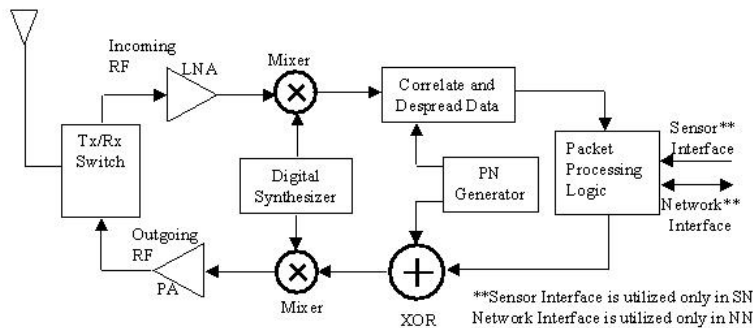 Incoming
RF
LNA
Mixer
Correlate and
Despread Data
Tx/Rx
Switch
Digital
Synthesizer
PN
Generator
Packet
Processing
Logic
Sensor**
Interface
Network**
Interface
Outgoing
RF
PA
Mixer
XOR
**Sensor Interface is utilized only in SN
Network Interface is utilized only in NN